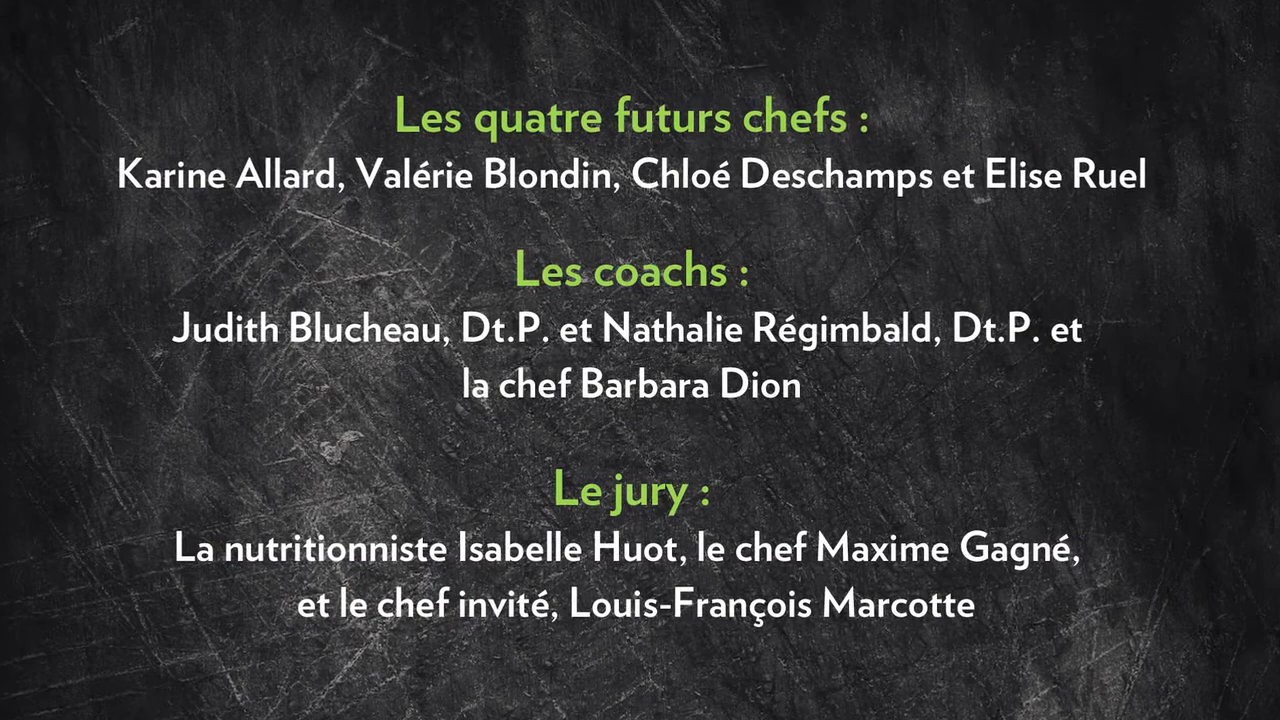 Les quatre futurs chefs :
Karine Allard, Valérie Blondin, Chloé Deschamps et Elise Ruel
Les coachs :
Judith Blucheau, Dt.P. et Nathalie Régimbald, Dt.P. et
la chef Barbara Dion
Le jury :
La nutritionniste Isabelle Huot, le chef Maxime Gagné,
et le chef invité, Louis-François Marcotte